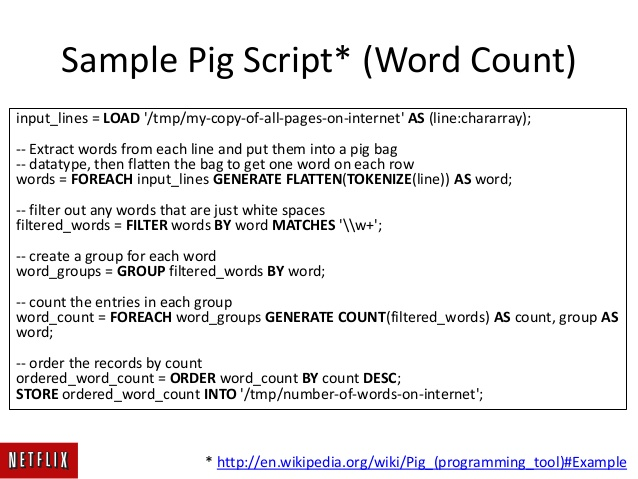 Sample Pig Script* (Word Count)
input_lines = LOAD '/tmp/my-copy-of-all-pages-on-internet' AS (line:chararray);
-- Extract words from each line and put them into a pig bag
-- datatype, then flatten the bag to get one word on each row
words = FOREACH input_lines GENERATE FLATTEN(TOKENIZE(line)) AS word;
-- filter out any words that are just white spaces
filtered_words = FILTER words BY word MATCHES '\\w+';
-- create a group for each word
word_groups = GROUP filtered_words BY word;
-- count the entries in each group
word_count = FOREACH word_groups GENERATE COUNT(filtered_words) AS count, group AS
word;
-- order the records by count
ordered_word_count = ORDER word_count BY count DESC;
STORE ordered_word_count INTO '/tmp/number-of-words-on-internet';
NETFLIX
* http://en.wikipedia.org/wiki/Pig_(programming_tool)#Example